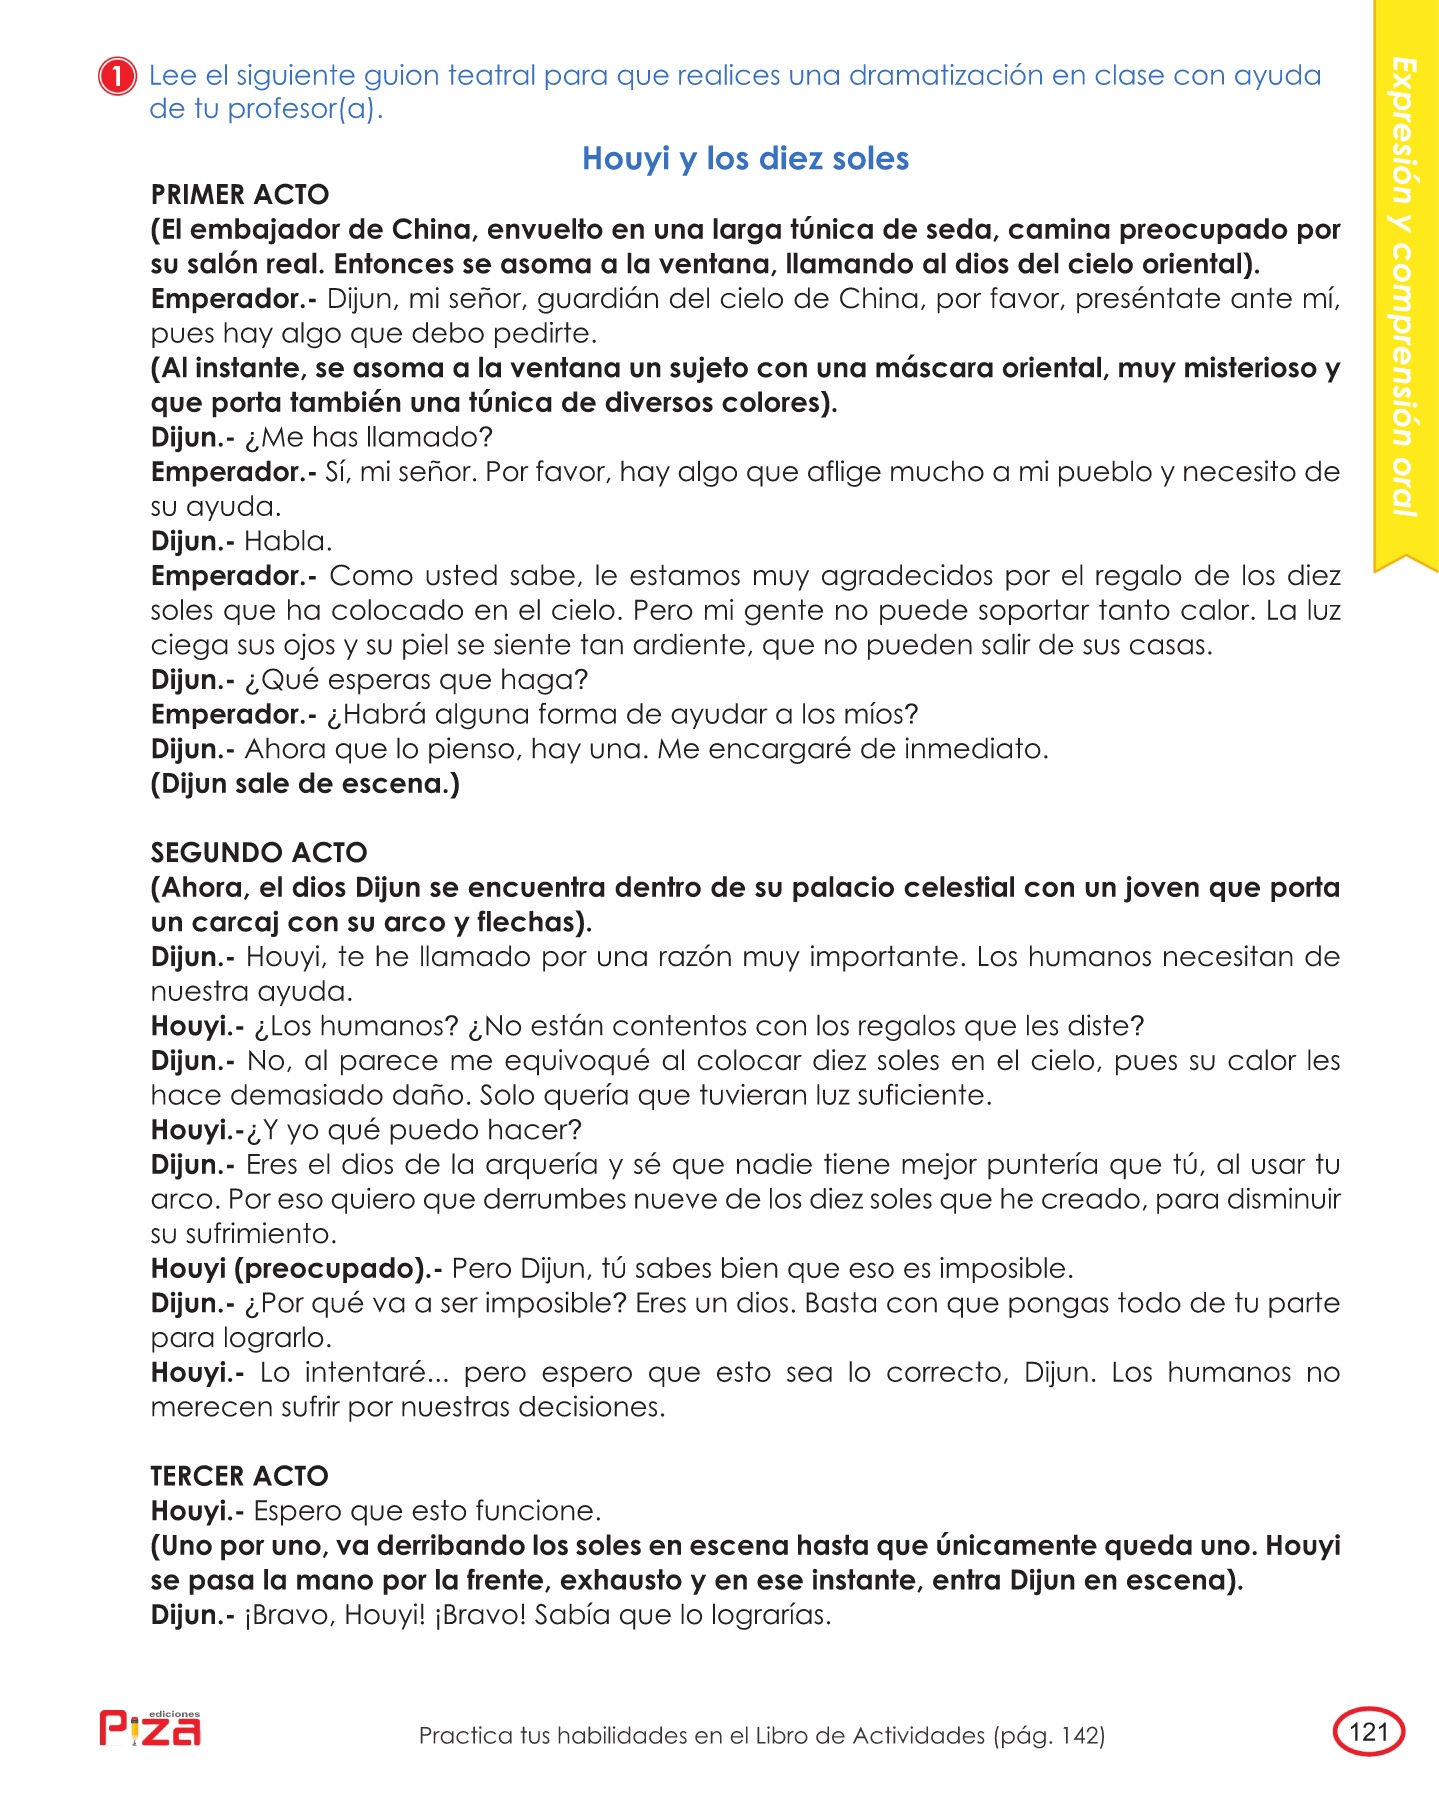 1 Lee el siguiente guion teatral para que realices una dramatización en clase con ayuda
de tu profesor(a).
Houyi y los diez soles
PRIMER ACTO
(El embajador de China, envuelto en una larga túnica de seda, camina preocupado por
su salón real. Entonces se asoma a la ventana, llamando al dios del cielo oriental).
Emperador.- Dijun, mi señor, guardián del cielo de China, por favor, preséntate ante mí,
pues hay algo que debo pedirte.
(Al instante, se asoma a la ventana un sujeto con una máscara oriental, muy misterioso y
que porta también una túnica de diversos colores).
Dijun.- ¿Me has llamado?
Emperador.- Sí, mi señor. Por favor, hay algo que aflige mucho a mi pueblo y necesito de
su ayuda.
Dijun.- Habla.
Emperador.- Como usted sabe, le estamos muy agradecidos por el regalo de los diez
soles que ha colocado en el cielo. Pero mi gente no puede soportar tanto calor. La luz
ciega sus ojos y su piel se siente tan ardiente, que no pueden salir de sus casas.
Dijun.- ¿Qué esperas que haga?
Emperador.- ¿Habrá alguna forma de ayudar a los míos?
Dijun.- Ahora que lo pienso, hay una. Me encargaré de inmediato.
(Dijun sale de escena.)
SEGUNDO ACTO
(Ahora, el dios Dijun se encuentra dentro de su palacio celestial con un joven que porta
un carcaj con su arco y flechas).
Dijun.- Houyi, te he llamado por una razón muy importante. Los humanos necesitan de
nuestra ayuda.
Houyi.- ¿Los humanos? ¿No están contentos con los regalos que les diste?
Dijun.- No, al parece me equivoqué al colocar diez soles en el cielo, pues su calor les
hace demasiado daño. Solo quería que tuvieran luz suficiente.
Houyi.-¿Y yo qué puedo hacer?
Dijun.- Eres el dios de la arquería y sé que nadie tiene mejor puntería que tú, al usar tu
arco. Por eso quiero que derrumbes nueve de los diez soles que he creado, para disminuir
su sufrimiento.
Houyi (preocupado).- Pero Dijun, tú sabes bien que eso es imposible.
Dijun.- ¿Por qué va a ser imposible? Eres un dios. Basta con que pongas todo de tu parte
para lograrlo.
Houyi.- Lo intentaré... pero espero que esto sea lo correcto, Dijun. Los humanos no
merecen sufrir por nuestras decisiones.
TERCER ACTO
Houyi.- Espero que esto funcione.
(Uno por uno, va derribando los soles en escena hasta que únicamente queda uno. Houyi
se pasa la mano por la frente, exhausto y en ese instante, entra Dijun en escena).
Dijun.- ¡Bravo, Houyi! ¡Bravo! Sabía que lo lograrías.
Expresión y comprensión oral
ediciones
Piza
Practica tus habilidades en el Libro de Actividades (pág. 142)
121